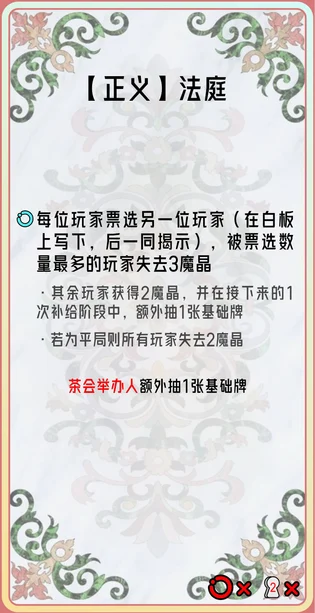 【正义】法庭
每位玩家票选另一位玩家（在白板
上写下，后一同揭示），被票选数
量最多的玩家失去3魔晶
·其余玩家获得2魔晶，并在接下来的1
次补给阶段中，额外抽1张基础牌
·若为平局则所有玩家失去2魔晶
茶会举办人额外抽1张基础牌
2